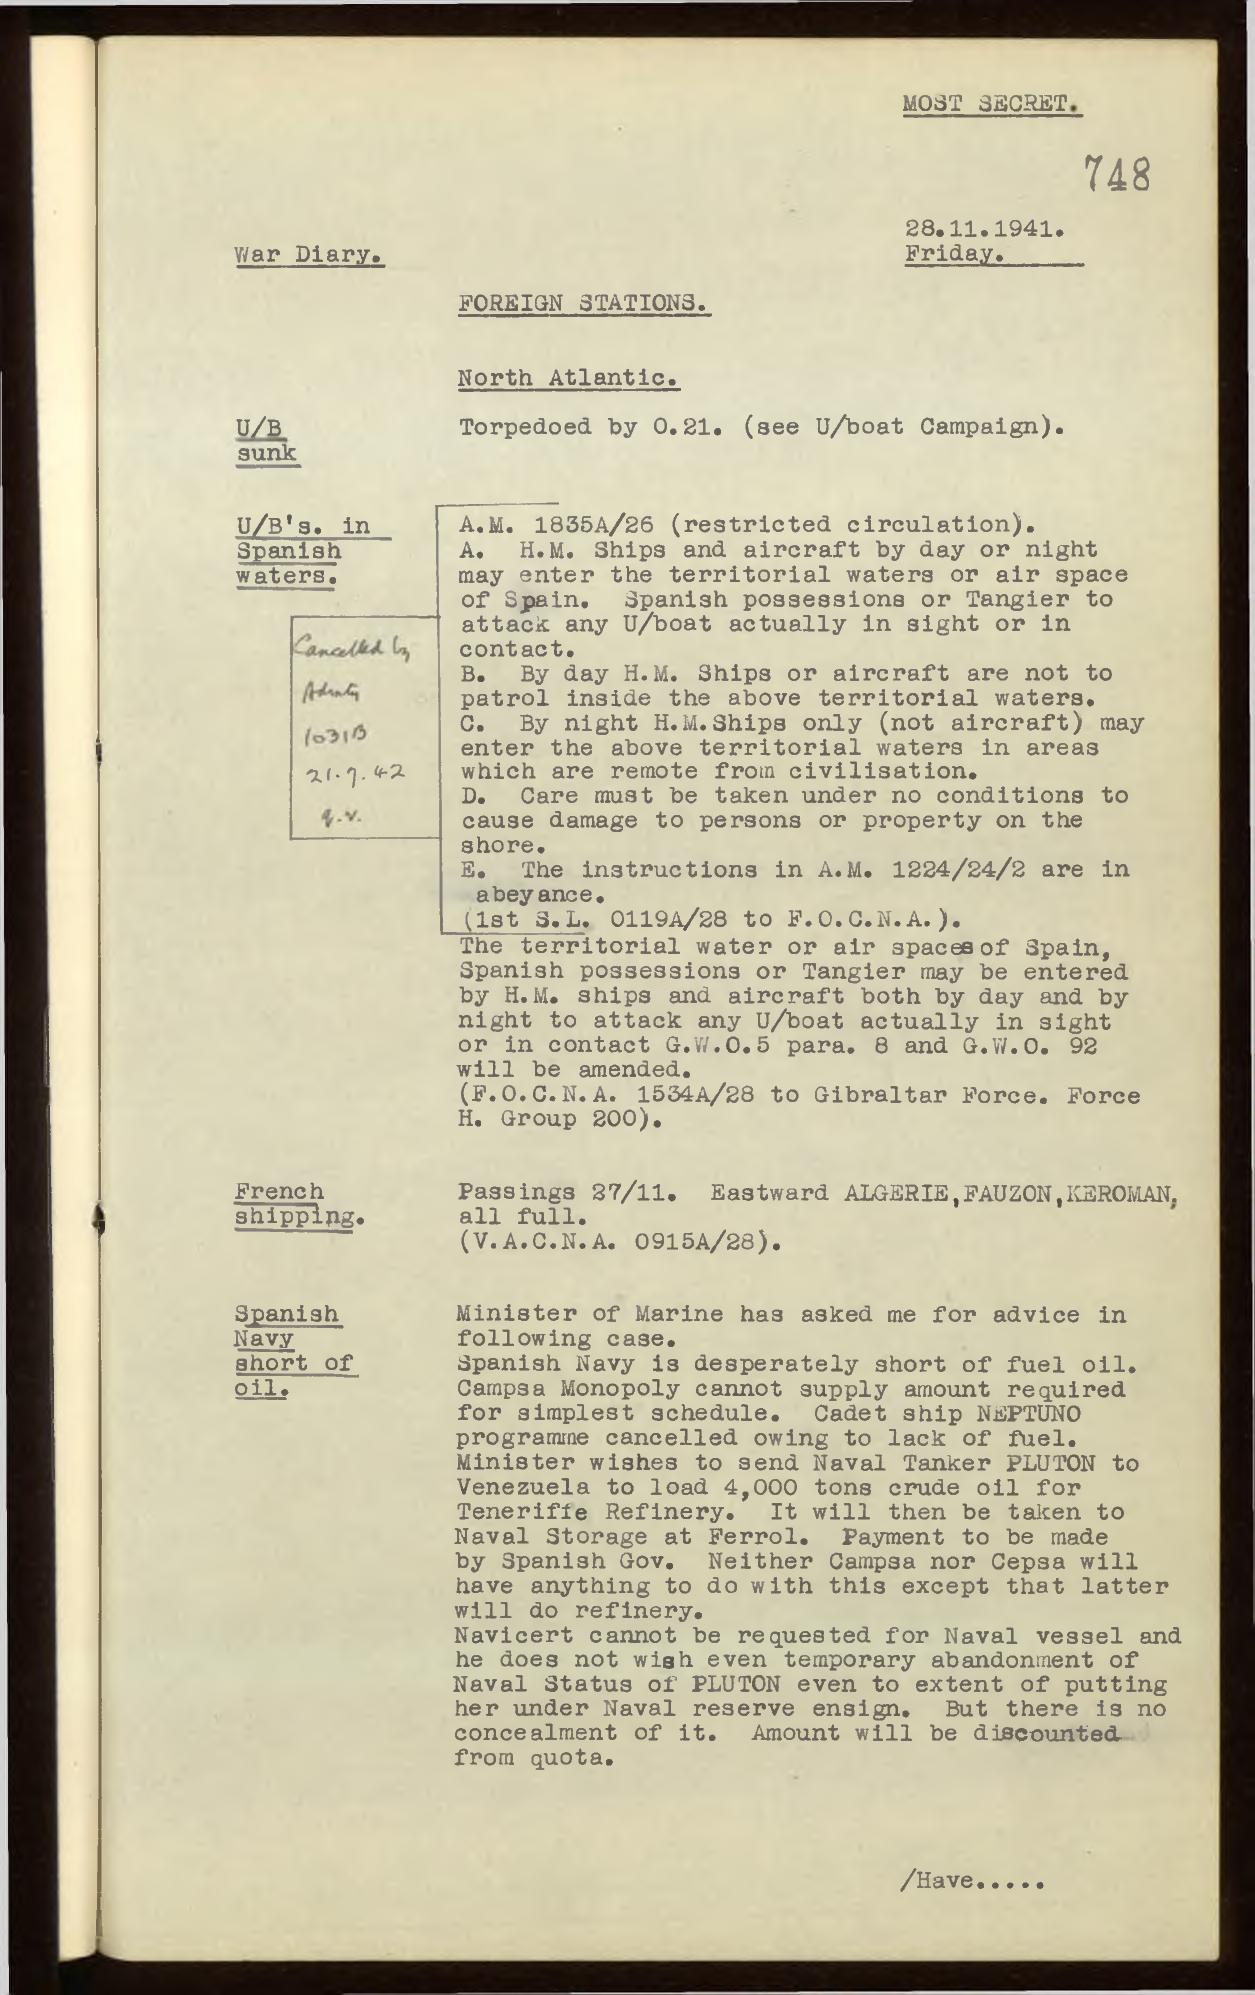 MOST SECRET.
748
28.11.1941.
War Diary.
Friday.
FOREIGN STATIONS.
North Atlantic.
U/B
sunk
Torpedoed by O.21. (see U/boat Campaign).
U/B's. in
Spanish
waters.
Cancelled by
Admty
1031B
21.7.42
q.v.
A.M. 1835A/26 (restricted circulation).
A. H.M. Ships and aircraft by day or night
may enter the territorial waters or air space
of Spain. Spanish possessions or Tangier to
attack any U/boat actually in sight or in
contact.
B. By day H.M. Ships or aircraft are not to
patrol inside the above territorial waters.
C. By night H.M.Ships only (not aircraft) may
enter the above territorial waters in areas
which are remote from civilisation.
D. Care must be taken under no conditions to
cause damage to persons or property on the
shore.
E. The instructions in A.M. 1224/24/2 are in
abeyance.
(1st S.L. 0119A/28 to F.O.C.N.A.).
The territorial water or air spaces of Spain,
Spanish possessions or Tangier may be entered
by H.M. ships and aircraft both by day and by
night to attack any U/boat actually in sight
or in contact G.W.O.5 para. 8 and G.W.O. 92
will be amended.
(F.O.C.N.A. 1534A/28 to Gibraltar Force. Force
H. Group 200).
French
shipping.
Passings 27/11. Eastward ALGERIE,FAUZON,KEROMAN,
all full.
(V.A.C.N.A. 0915A/28).
Spanish
Navy
short of
oil.
Minister of Marine has asked me for advice in
following case.
Spanish Navy is desperately short of fuel oil.
Campsa Monopoly cannot supply amount required
for simplest schedule. Cadet ship NEPTUNO
programme cancelled owing to lack of fuel.
Minister wishes to send Naval Tanker PLUTON to
Venezuela to load 4,000 tons crude oil for
Teneriffe Refinery. It will then be taken to
Naval Storage at Ferrol. Payment to be made
by Spanish Gov. Neither Campsa nor Cepsa will
have anything to do with this except that latter
will do refinery.
Navicert cannot be requested for Naval vessel and
he does not wish even temporary abandonment of
Naval Status of PLUTON even to extent of putting
her under Naval reserve ensign. But there is no
concealment of it. Amount will be discounted
from quota.
/Have.....